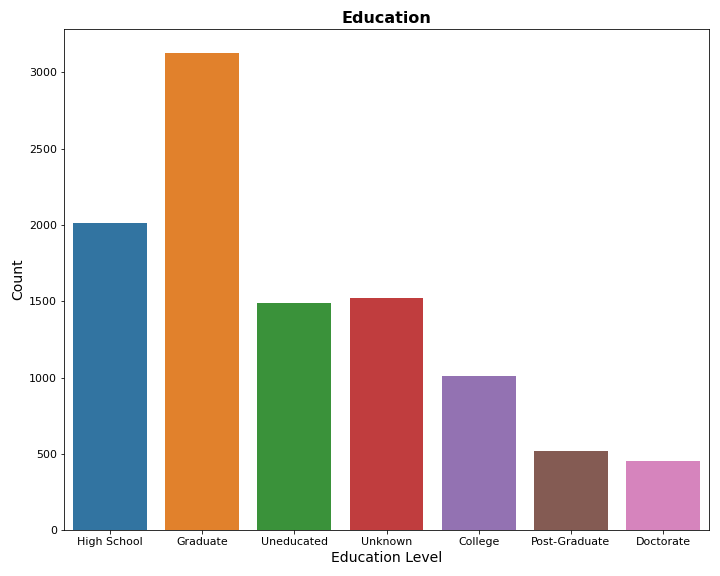 Education
Count
3000
2500
2000
1500
1000
500
0
High School Graduate Uneducated Unknown College Post-Graduate Doctorate
Education Level